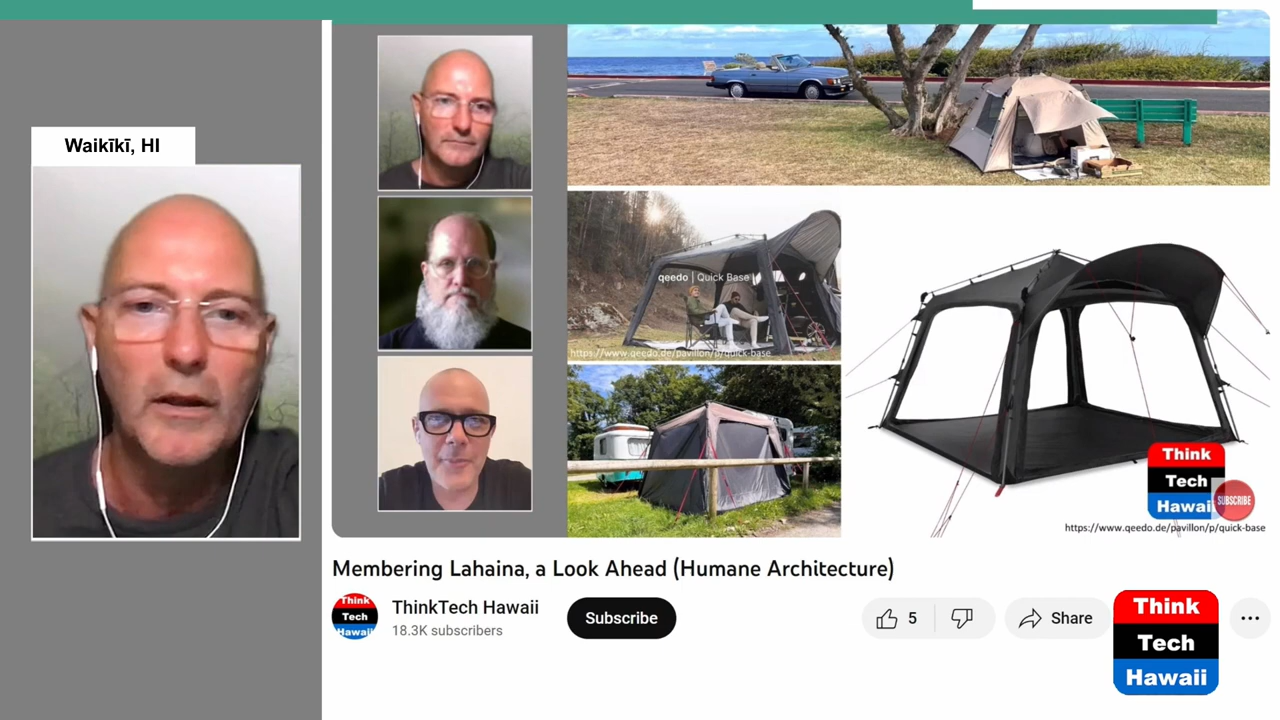 Waikīkī, HI
qeedo | Quick Base |
https://www.qeedo.de/pavillon/p/quick-base
Think
Tech
Hawaii
SUBSCRIBE
https://www.qeedo.de/pavillon/p/quick-base
Membering Lahaina, a Look Ahead (Humane Architecture)
Think
Tech
Hawaii
ThinkTech Hawaii
18.3K subscribers
Subscribe
5
Share
Think
Tech
Hawaii